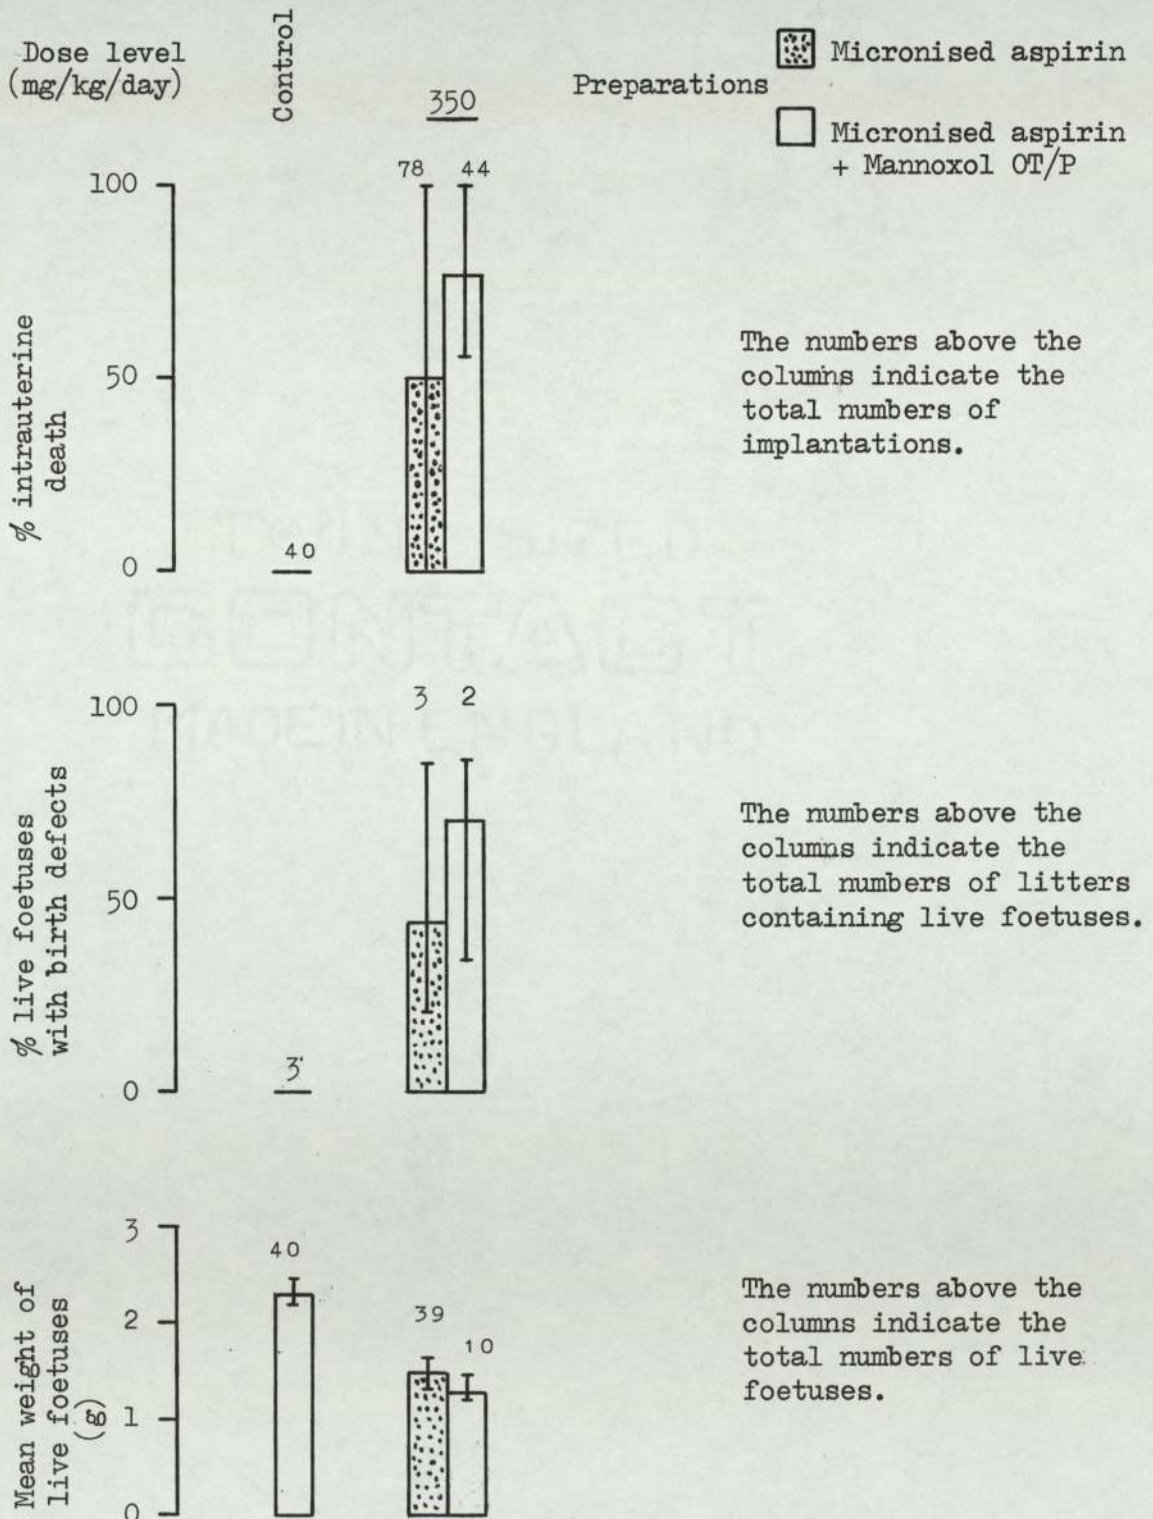 Dose level
(mg/kg/day)
Control
350
Preparations
Micronised aspirin
Micronised aspirin
+ Mannoxol OT/P
% intrauterine
death
100
50
0
40
78 44
The numbers above the
columns indicate the
total numbers of
implantations.
% live foetuses
with birth defects
100
50
0
3
3 2
The numbers above the
columns indicate the
total numbers of litters
containing live foetuses.
Mean weight of
live foetuses
(g)
3
2
1
0
40
39
10
The numbers above the
columns indicate the
total numbers of live
foetuses.
MADE IN ENGLAND